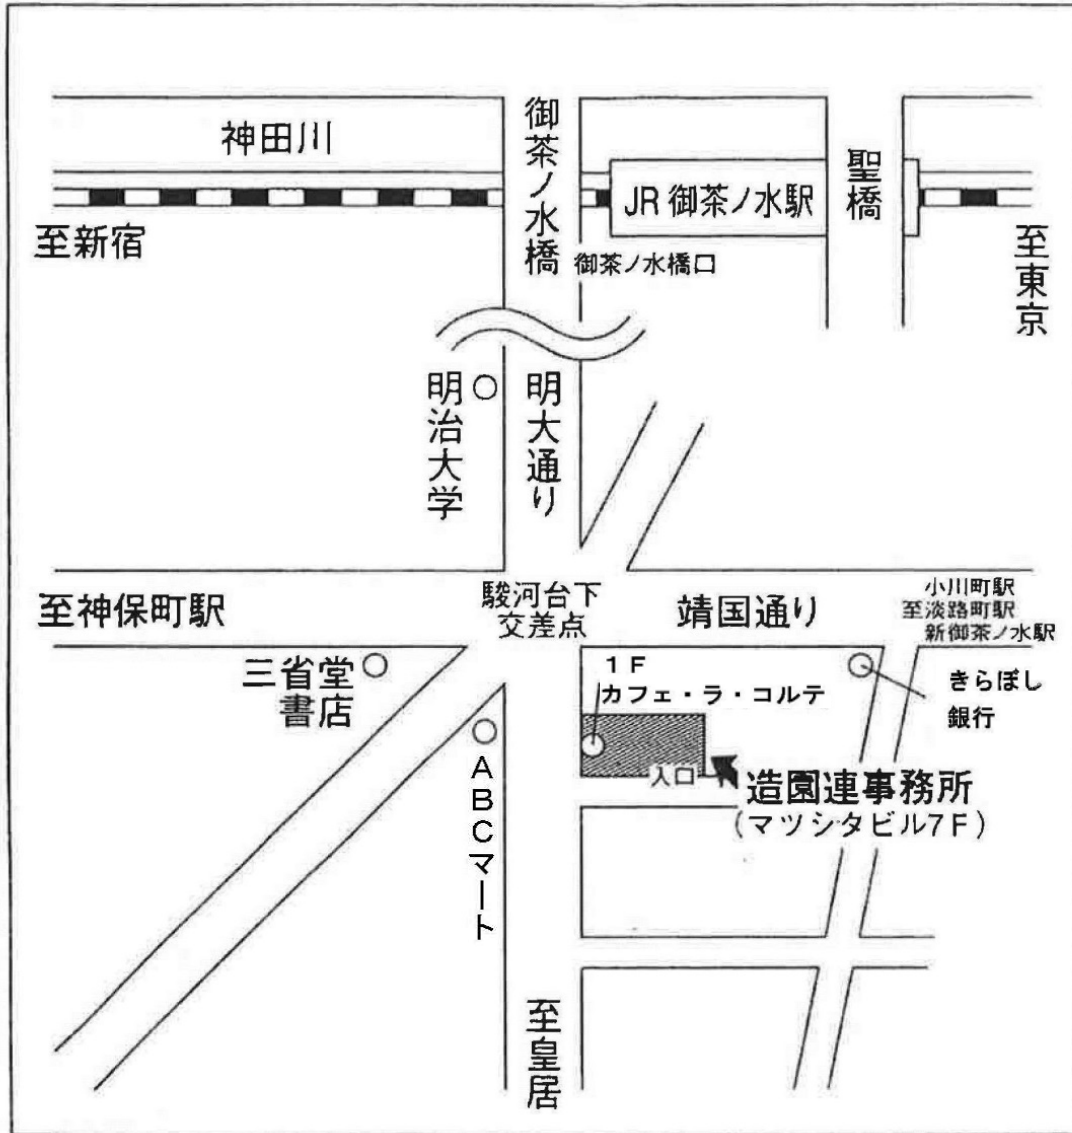 神田川
御茶ノ水橋
JR 御茶ノ水駅
聖橋
至新宿
御茶ノ水橋口
至東京
明治大学
明大通り
至神保町駅
駿河台下
交差点
靖国通り
小川町駅
至淡路町駅
新御茶ノ水駅
三省堂
書店
1F
カフェ・ラ・コルテ
きらぼし
銀行
ABCマート
入口
造園連事務所
(マツシタビル7F)
至皇居